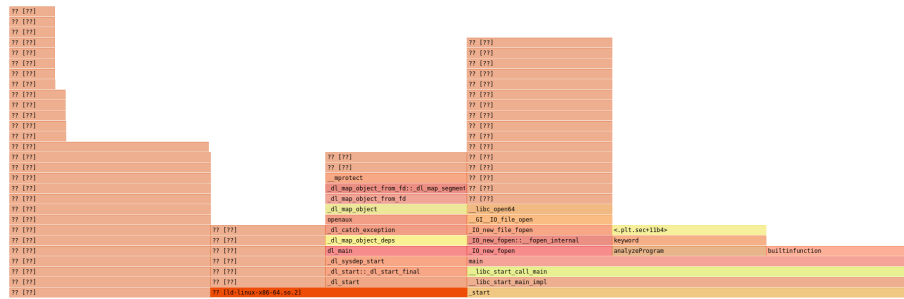 ?? [??]
?? [??]
?? [??]
?? [??] ?? [??]
?? [??] ?? [??]
?? [??] ?? [??]
?? [??] ?? [??]
?? [??] ?? [??]
?? [??] ?? [??]
?? [??] ?? [??]
?? [??] ?? [??]
?? [??] ?? [??]
?? [??] ?? [??]
?? [??] ?? [??]
?? [??] ?? [??] ?? [??]
?? [??] ?? [??] ?? [??]
?? [??] __mprotect ?? [??]
?? [??] _dl_map_object_from_fd::_dl_map_segment ?? [??]
?? [??] _dl_map_object_from_fd ?? [??]
?? [??] _dl_map_object __libc_open64
?? [??] openaux __GI__IO_file_open
?? [??] ?? [??] _dl_catch_exception _IO_new_file_fopen <.plt.sec+11b4>
?? [??] ?? [??] _dl_map_object_deps _IO_new_fopen::__fopen_internal keyword
?? [??] ?? [??] dl_main _IO_new_fopen analyzeProgram builtinfunction
?? [??] ?? [??] _dl_sysdep_start main
?? [??] ?? [??] _dl_start::_dl_start_final __libc_start_call_main
?? [??] ?? [??] _dl_start __libc_start_main_impl
?? [??] ?? [ld-linux-x86-64.so.2] _start